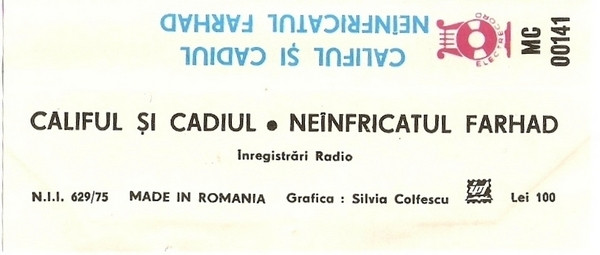 CALIFUL ȘI CADIUL
NEÎNFRICATUL FARHAD
ELECTRECORD
MC
00141
CALIFUL ȘI CADIUL • NEÎNFRICATUL FARHAD
Inregistrări Radio
N.I.I. 629/75 MADE IN ROMANIA Grafica : Silvia Colfescu Lei 100